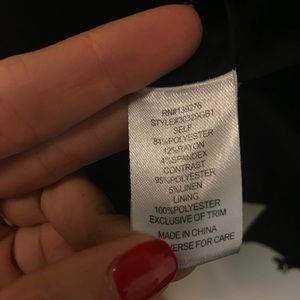 RN#139276
STYLE#30329GB1
SELF
84%POLYESTER
12%RAYON
4%SPANDEX
CONTRAST
95%POLYESTER
5%LINEN
LINING
100%POLYESTER
EXCLUSIVE OF TRIM
MADE IN CHINA
VERSE FOR CARE